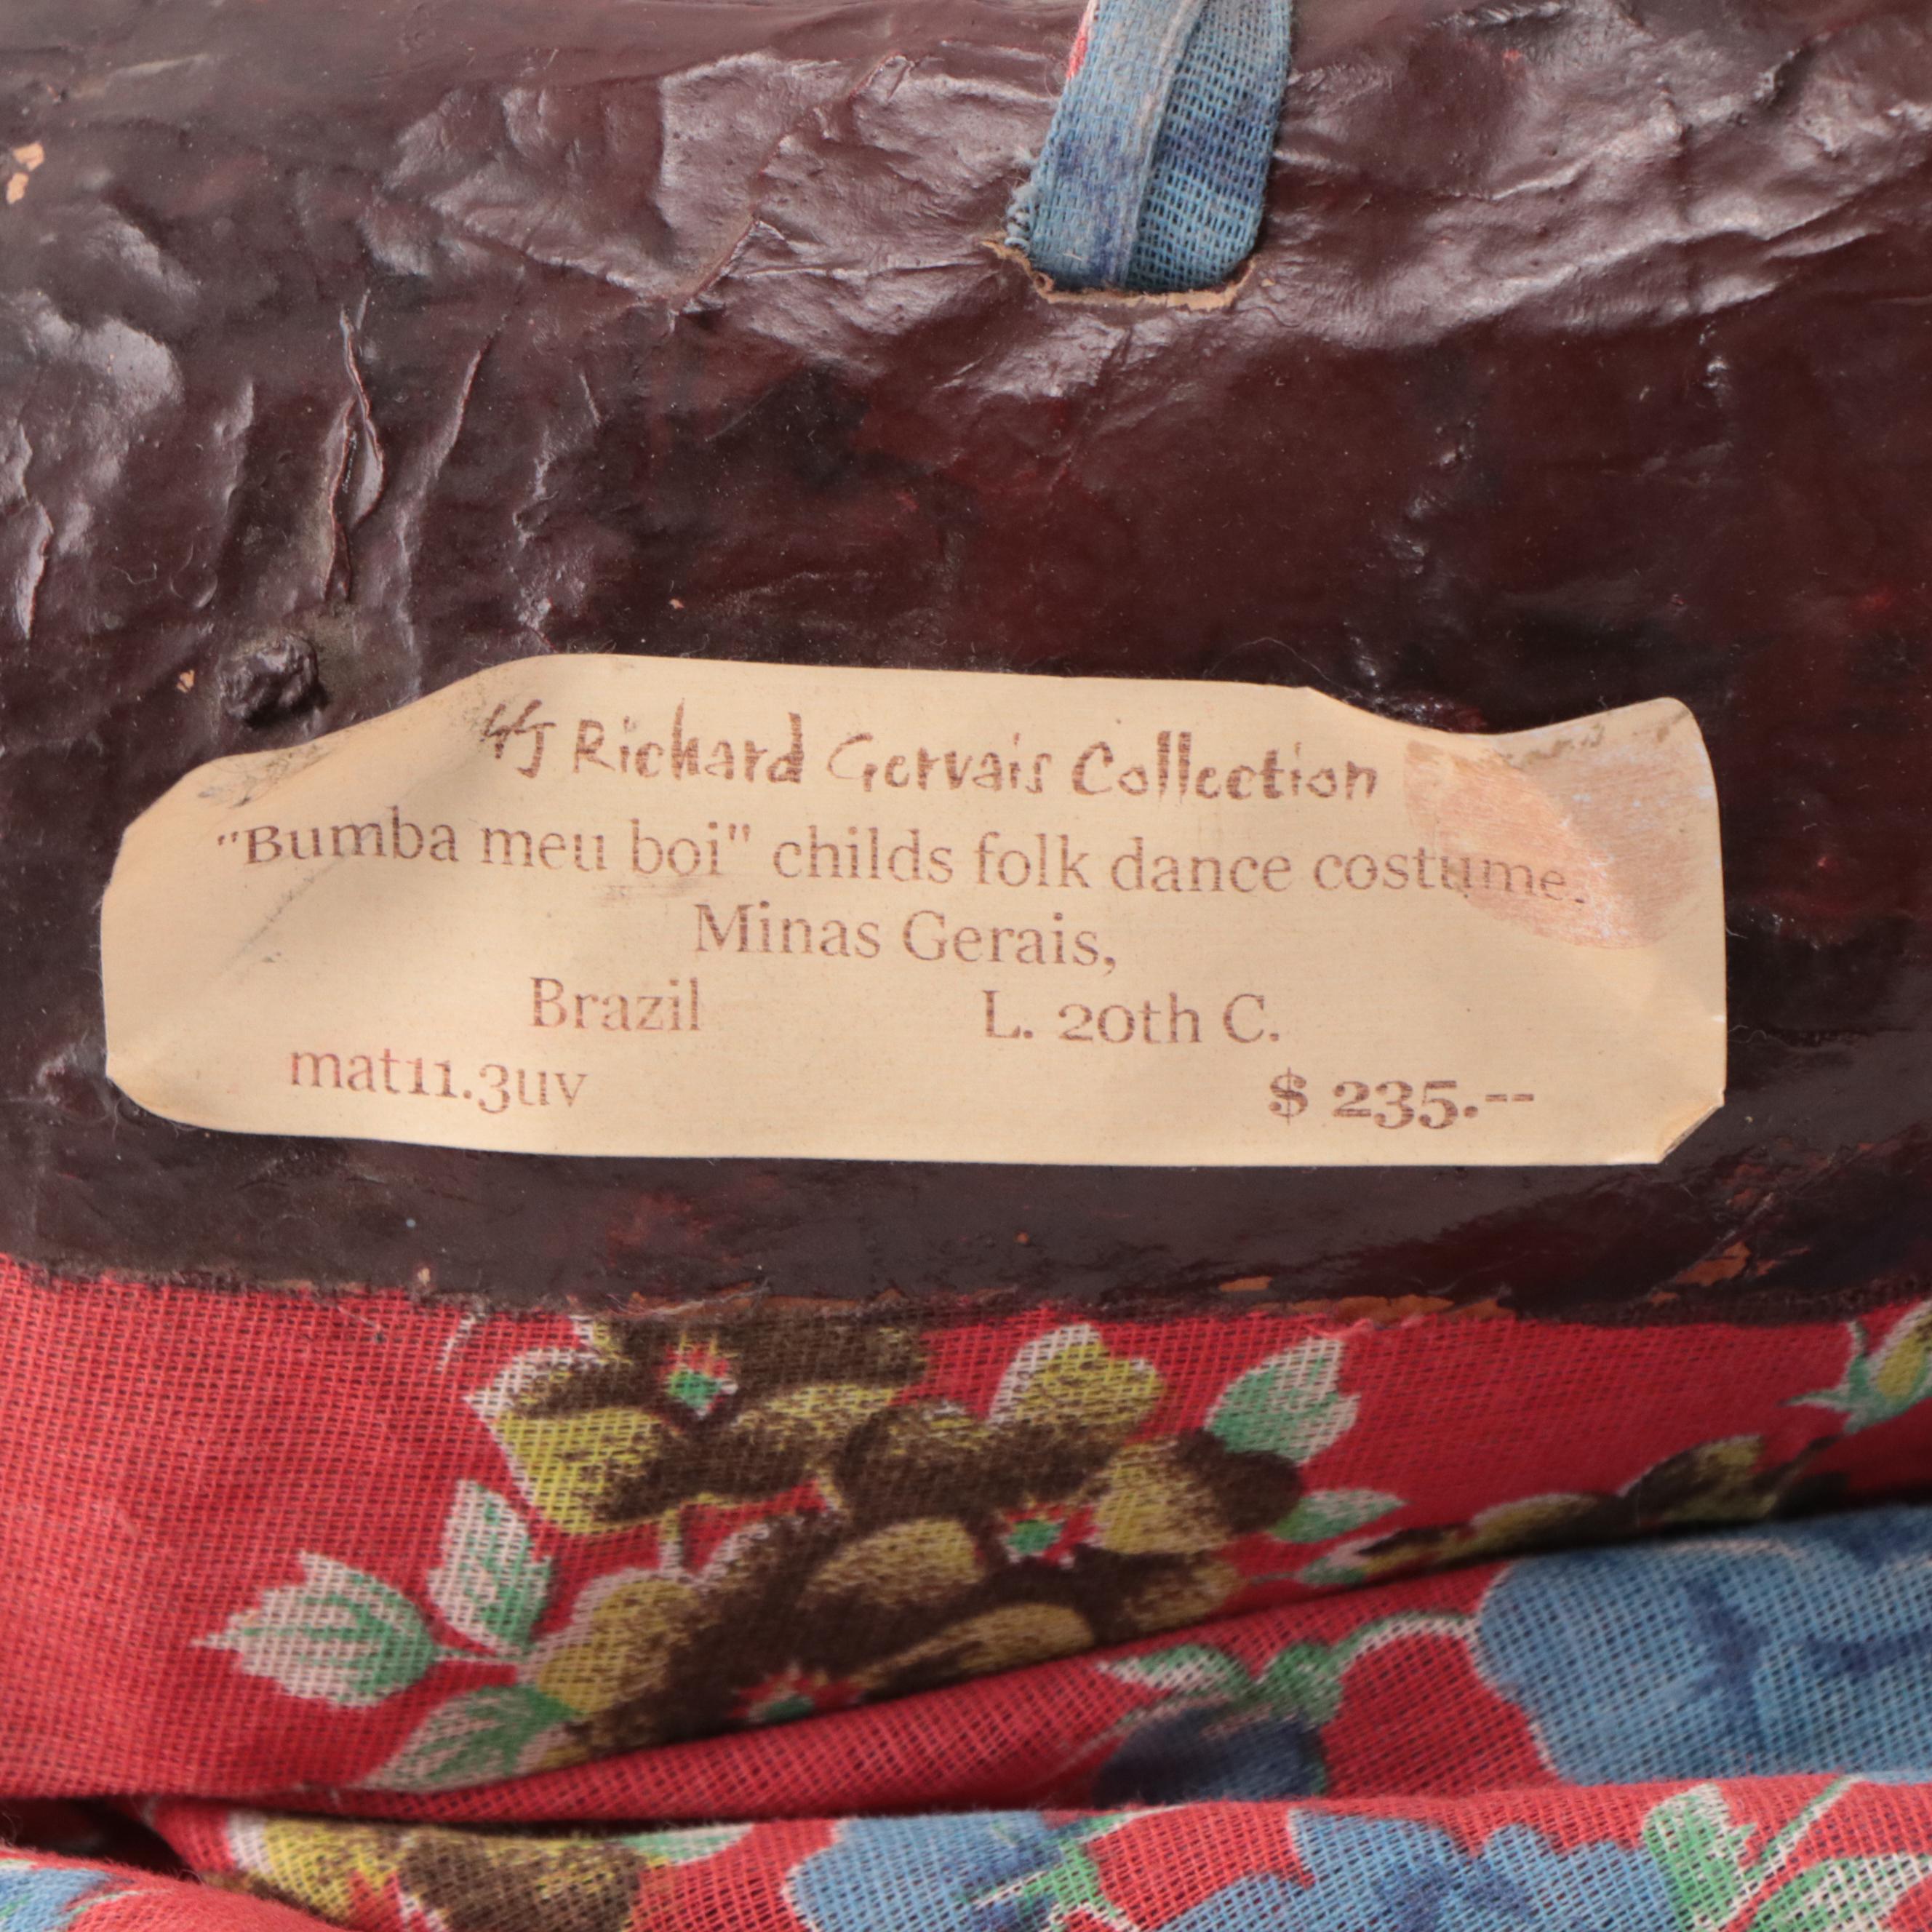 Richard Gervais Collection
"Bumba meu boi" childs folk dance costume.
Minas Gerais,
Brazil L. 20th C.
mat11.3uv $ 235.--